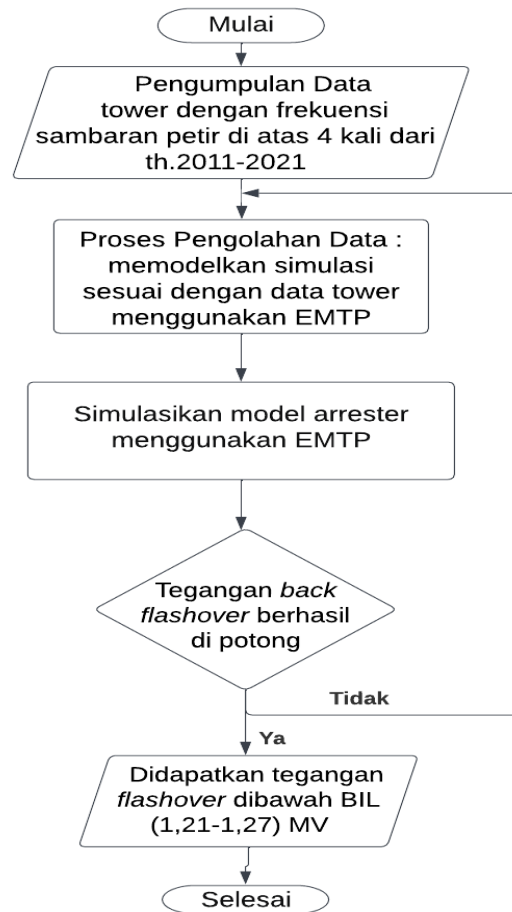 Mulai
Pengumpulan Data
tower dengan frekuensi
sambaran petir di atas 4 kali dari
th.2011-2021
Proses Pengolahan Data :
memodelkan simulasi
sesuai dengan data tower
menggunakan EMTP
Simulasikan model arrester
menggunakan EMTP
Tegangan back
flashover berhasil
di potong
Tidak
Ya
Didapatkan tegangan
flashover dibawah BIL
(1,21-1,27) MV
Selesai